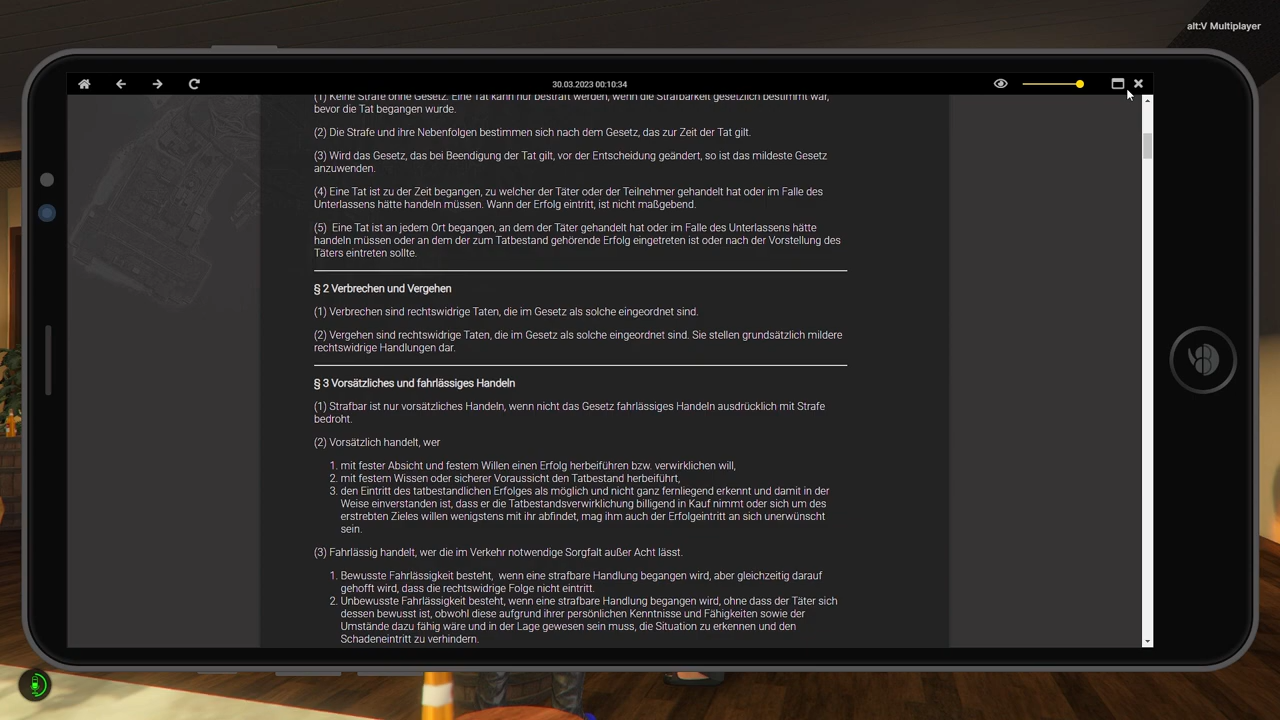 alt:V Multiplayer
30.03.2023 00:10:34
(1) Keine Strafe ohne Gesetz. Eine Tat kann nur bestraft werden, wenn die Strafbarkeit gesetzlich bestimmt war,
bevor die Tat begangen wurde.
(2) Die Strafe und ihre Nebenfolgen bestimmen sich nach dem Gesetz, das zur Zeit der Tat gilt.
(3) Wird das Gesetz, das bei Beendigung der Tat gilt, vor der Entscheidung geändert, so ist das mildeste Gesetz
anzuwenden.
(4) Eine Tat ist zu der Zeit begangen, zu welcher der Täter oder der Teilnehmer gehandelt hat oder im Falle des
Unterlassens hätte handeln müssen. Wann der Erfolg eintritt, ist nicht maßgebend.
(5) Eine Tat ist an jedem Ort begangen, an dem der Täter gehandelt hat oder im Falle des Unterlassens hätte
handeln müssen oder an dem der zum Tatbestand gehörende Erfolg eingetreten ist oder nach der Vorstellung des
Täters eintreten sollte.
§ 2 Verbrechen und Vergehen
(1) Verbrechen sind rechtswidrige Taten, die im Gesetz als solche eingeordnet sind.
(2) Vergehen sind rechtswidrige Taten, die im Gesetz als solche eingeordnet sind. Sie stellen grundsätzlich mildere
rechtswidrige Handlungen dar.
§ 3 Vorsätzliches und fahrlässiges Handeln
(1) Strafbar ist nur vorsätzliches Handeln, wenn nicht das Gesetz fahrlässiges Handeln ausdrücklich mit Strafe
bedroht.
(2) Vorsätzlich handelt, wer
1. mit fester Absicht und festem Willen einen Erfolg herbeiführen bzw. verwirklichen will,
2. mit festem Wissen oder sicherer Voraussicht den Tatbestand herbeiführt,
3. den Eintritt des tatbestandlichen Erfolges als möglich und nicht ganz fernliegend erkennt und damit in der
Weise einverstanden ist, dass er die Tatbestandsverwirklichung billigend in Kauf nimmt oder sich um des
erstrebten Zieles willen wenigstens mit ihr abfindet, mag ihm auch der Erfolgeintritt an sich unerwünscht
sein.
(3) Fahrlässig handelt, wer die im Verkehr notwendige Sorgfalt außer Acht lässt.
1. Bewusste Fahrlässigkeit besteht, wenn eine strafbare Handlung begangen wird, aber gleichzeitig darauf
gehofft wird, dass die rechtswidrige Folge nicht eintritt.
2. Unbewusste Fahrlässigkeit besteht, wenn eine strafbare Handlung begangen wird, ohne dass der Täter sich
dessen bewusst ist, obwohl diese aufgrund ihrer persönlichen Kenntnisse und Fähigkeiten sowie der
Umstände dazu fähig wäre und in der Lage gewesen sein muss, die Situation zu erkennen und den
Schadeneintritt zu verhindern.